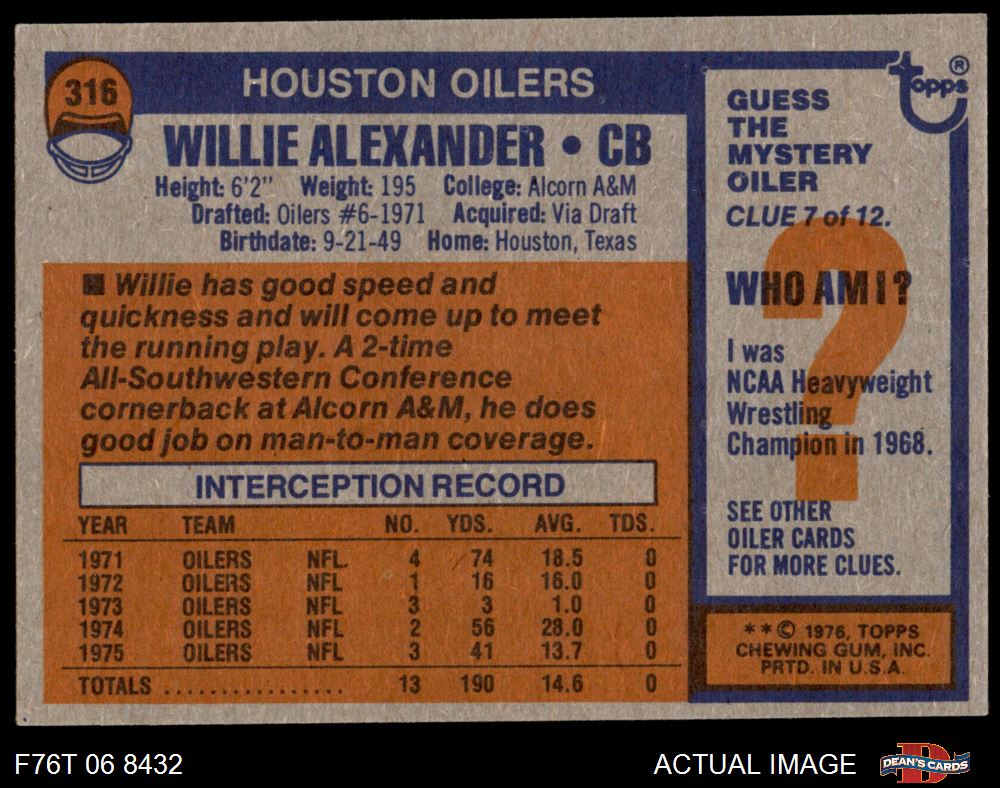 316
HOUSTON OILERS
WILLIE ALEXANDER • CB
Height: 6'2" Weight: 195 College: Alcorn A&M
Drafted: Oilers #6-1971 Acquired: Via Draft
Birthdate: 9-21-49 Home: Houston, Texas
■ Willie has good speed and
quickness and will come up to meet
the running play. A 2-time
All-Southwestern Conference
cornerback at Alcorn A&M, he does
good job on man-to-man coverage.
INTERCEPTION RECORD
YEAR TEAM NO. YDS. AVG. TDS.
1971 OILERS NFL 4 74 18.5 0
1972 OILERS NFL 1 16 16.0 0
1973 OILERS NFL 3 3 1.0 0
1974 OILERS NFL 2 56 28.0 0
1975 OILERS NFL 3 41 13.7 0
TOTALS ................. 13 190 14.6 0
topps®
GUESS
THE
MYSTERY
OILER
CLUE 7 of 12.
?
WHO AM I?
I was
NCAA Heavyweight
Wrestling
Champion in 1968.
SEE OTHER
OILER CARDS
FOR MORE CLUES.
**© 1976, TOPPS
CHEWING GUM, INC.
PRTD. IN U.S.A.
F76T 06 8432
ACTUAL IMAGE
D
DEAN'S CARDS